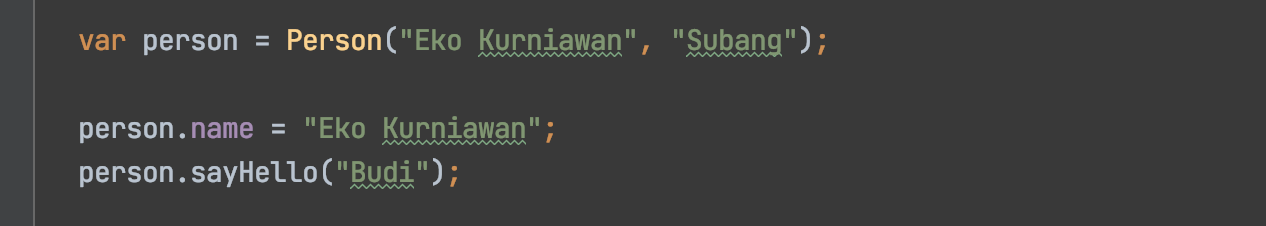 var person = Person("Eko Kurniawan", "Subang");
person.name = "Eko Kurniawan";
person.sayHello("Budi");